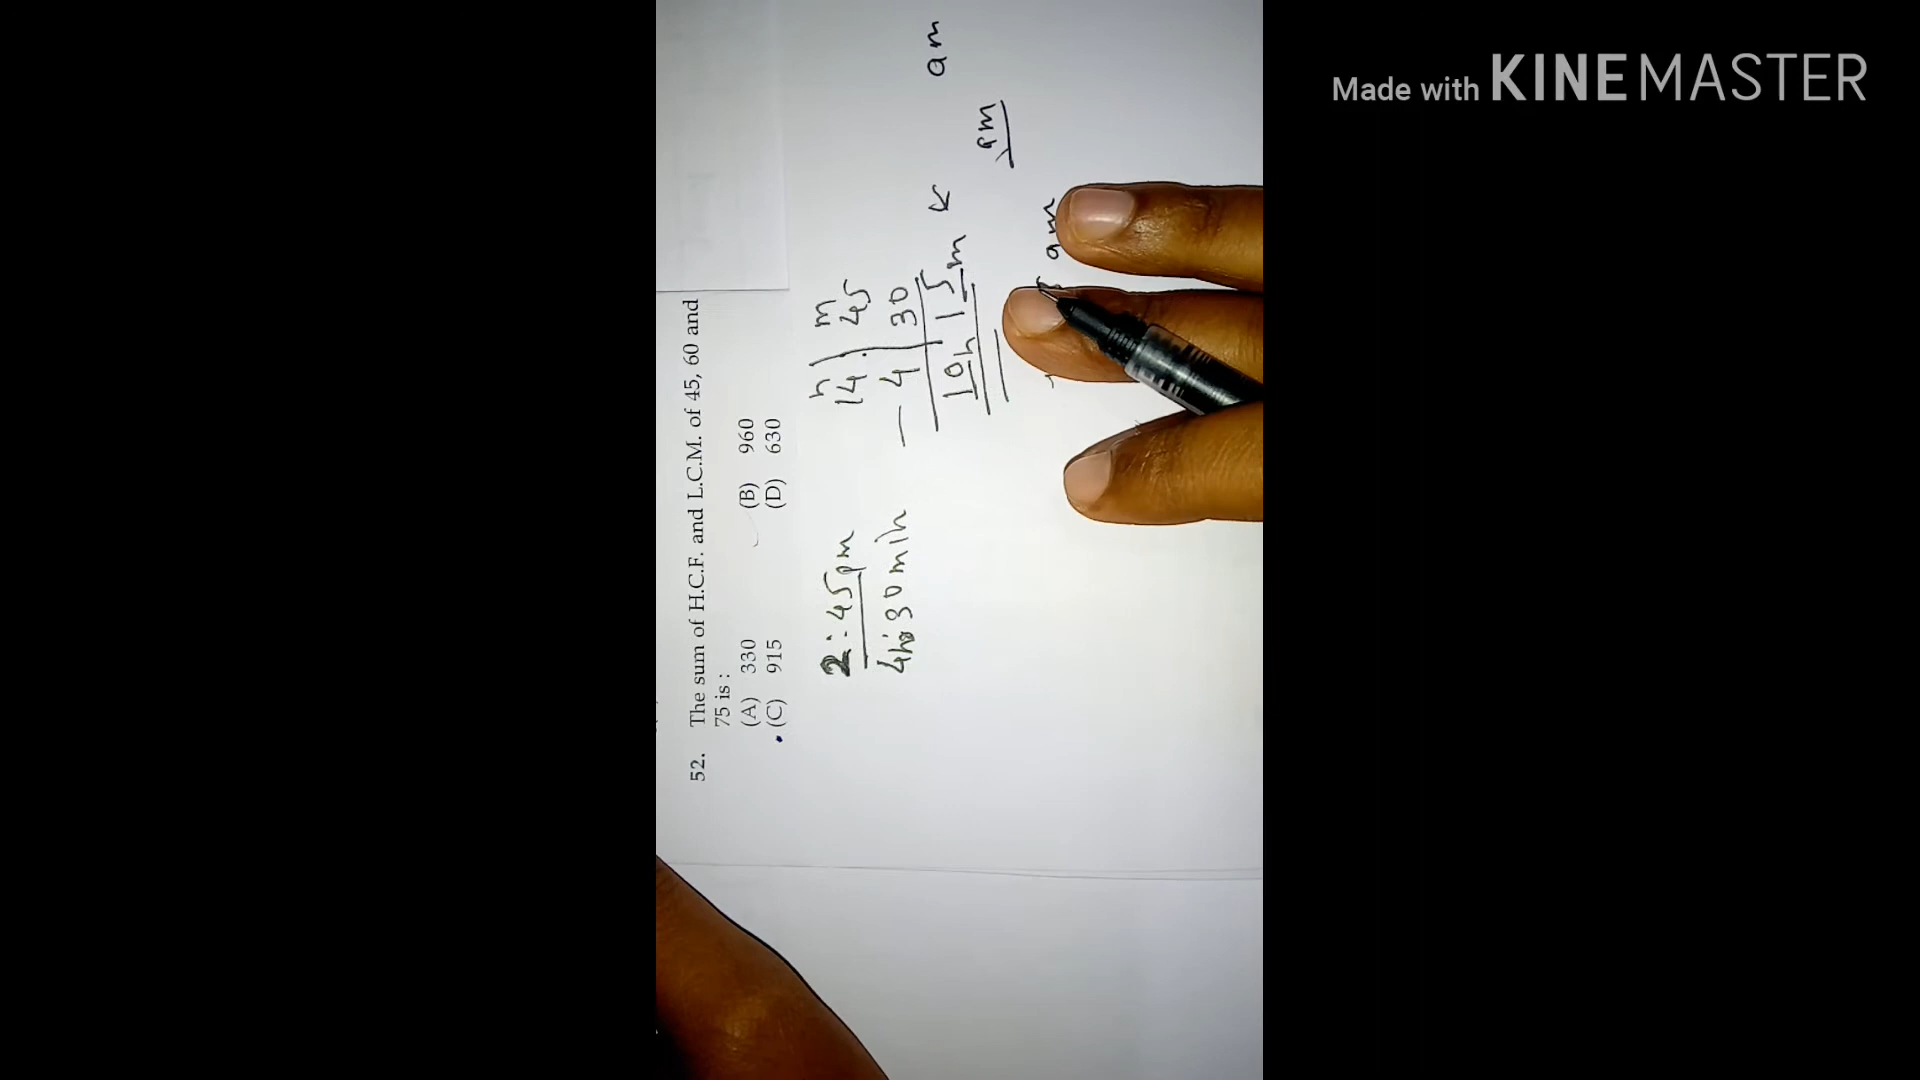 Made with KINEMASTER
52. The sum of H.C.F. and L.C.M. of 45, 60 and
75 is :
(A) 330 (B) 960
(C) 915 (D) 630
2:45pm
4h:30min
h m
14 . 45
- 4 30
10h 15m
am
pm
am